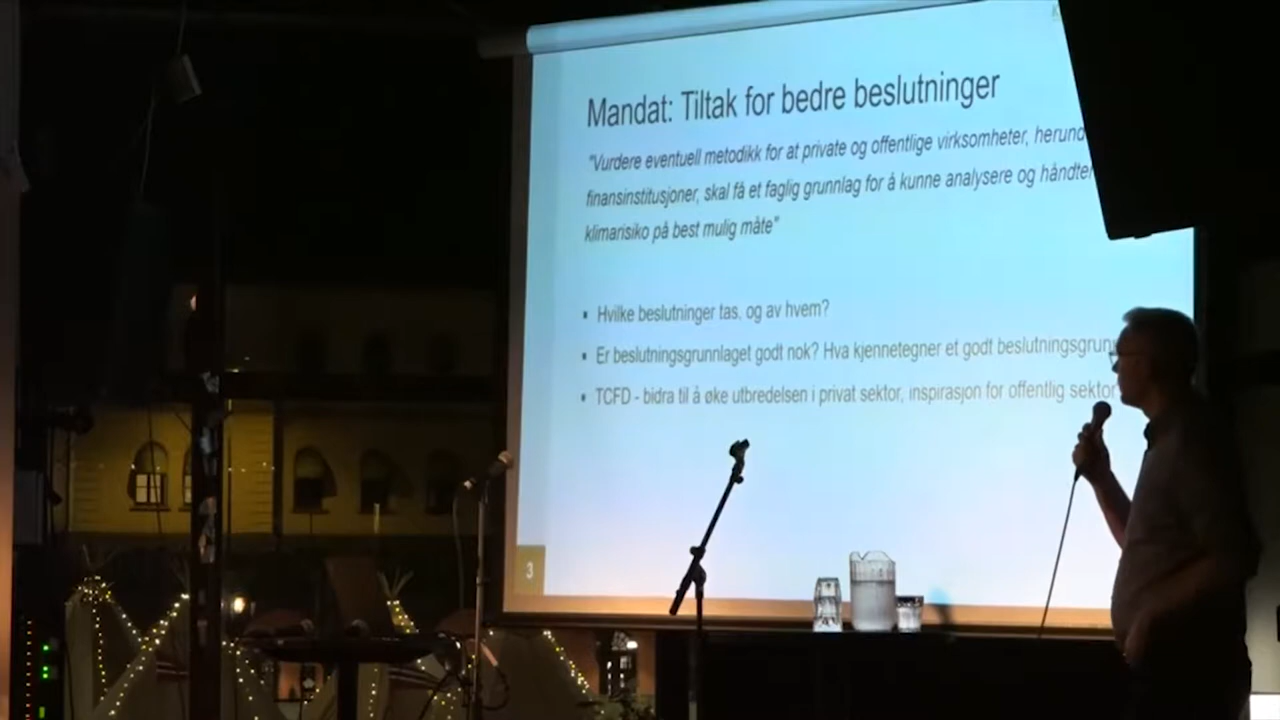 Mandat: Tiltak for bedre beslutninger
"Vurdere eventuell metodikk for at private og offentlige virksomheter, herund
finansinstitusjoner, skal få et faglig grunnlag for å kunne analysere og håndter
klimarisiko på best mulig måte"
▪ Hvilke beslutninger tas, og av hvem?
▪ Er beslutningsgrunnlaget godt nok? Hva kjennetegner et godt beslutningsgrun
▪ TCFD - bidra til å øke utbredelsen i privat sektor, inspirasjon for offentlig sektor
3